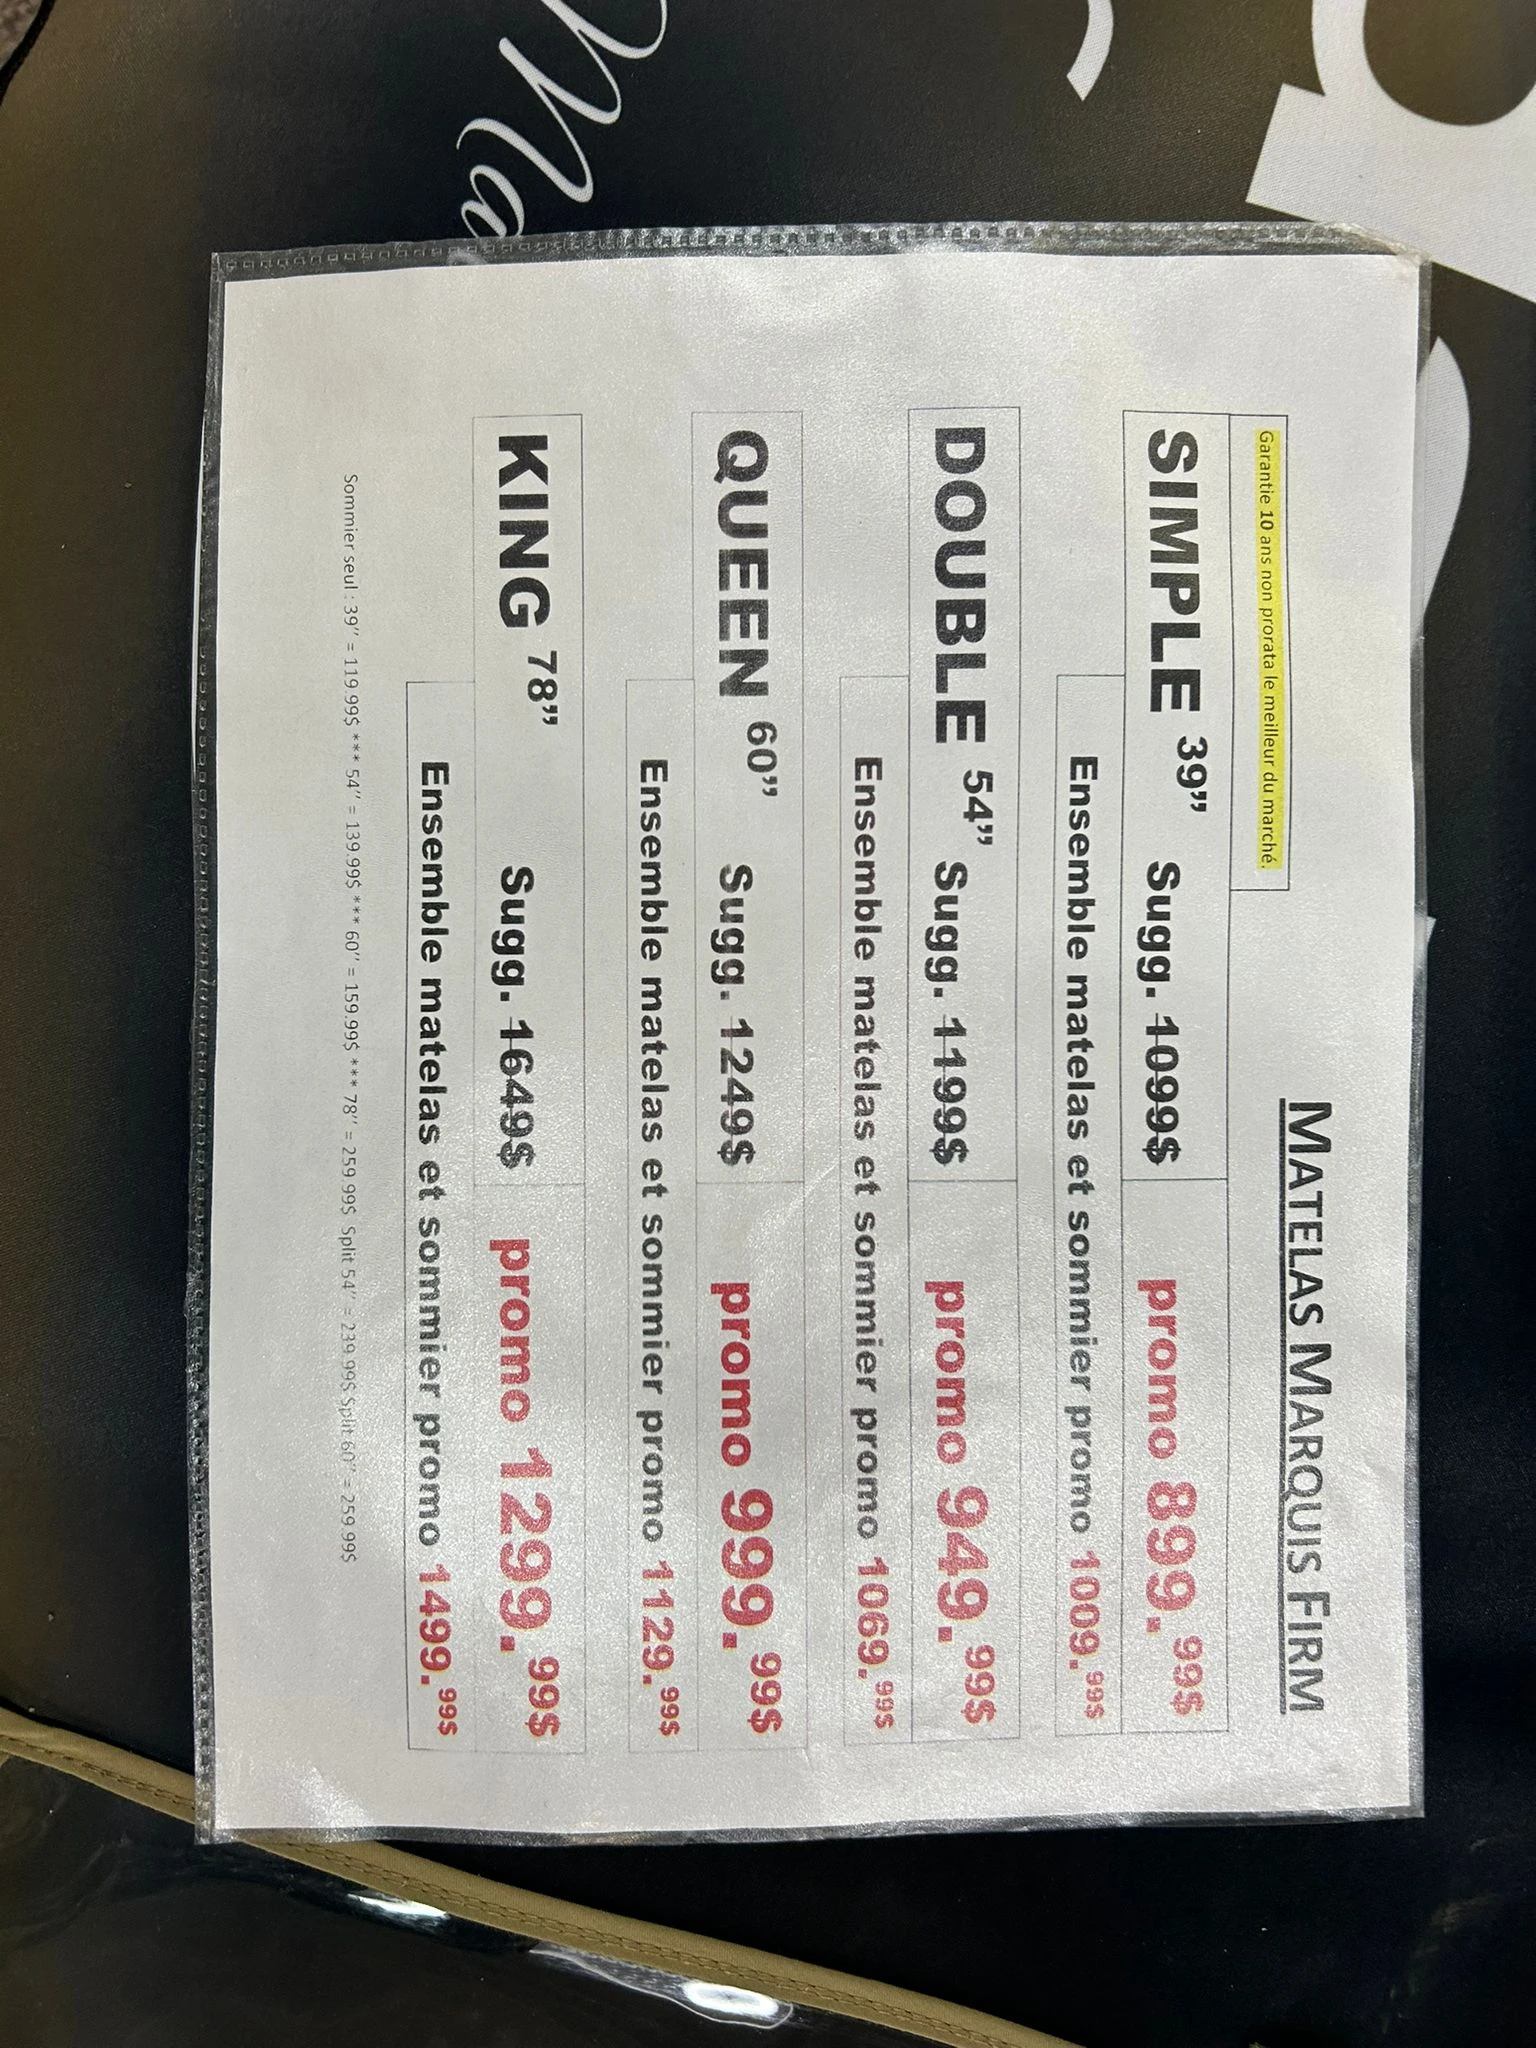 Ma
MATELAS MARQUIS FIRM
Garantie 10 ans non prorata le meilleur du marché.
SIMPLE 39’’ Sugg. 1099$ promo 899.99$
Ensemble matelas et sommier promo 1009.99$
DOUBLE 54’’ Sugg. 1199$ promo 949.99$
Ensemble matelas et sommier promo 1069.99$
QUEEN 60’’ Sugg. 1249$ promo 999.99$
Ensemble matelas et sommier promo 1129.99$
KING 78’’ Sugg. 1649$ promo 1299.99$
Ensemble matelas et sommier promo 1499.99$
Sommier seul : 39’’ = 119.99$ *** 54’’ = 139.99$ *** 60’’ = 159.99$ *** 78’’ = 259.99$ Split 54’’ = 239.99$ Split 60’’ = 259.99$